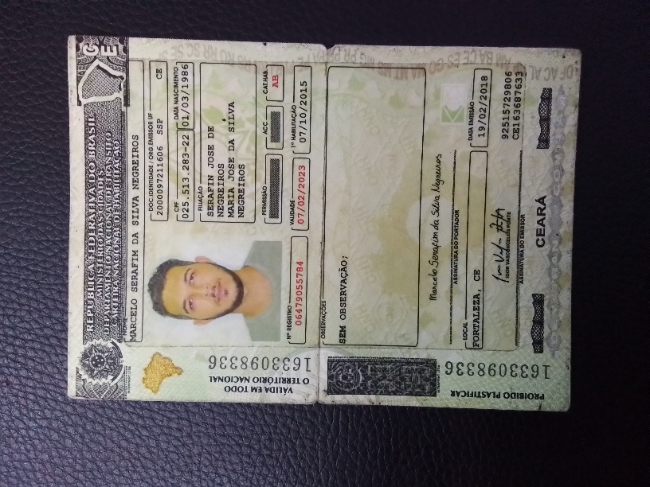 CE
REPÚBLICA FEDERATIVA DO BRASIL
MINISTÉRIO DAS CIDADES
DEPARTAMENTO NACIONAL DE TRÂNSITO
CARTEIRA NACIONAL DE HABILITAÇÃO
MARCELO SERAFIM DA SILVA NEGREIROS
DOC. IDENTIDADE / ORG EMISSOR UF
2000097211606 SSP CE
CPF
025.513.283-22
DATA NASCIMENTO
01/03/1986
FILIAÇÃO
SERAFIN JOSE DE
NEGREIROS
MARIA JOSE DA SILVA
NEGREIROS
PERMISSÃO
ACC
CAT.HAB
AB
Nº REGISTRO
06479055784
VALIDADE
07/02/2023
1ª HABILITAÇÃO
07/10/2015
VÁLIDA EM TODO
O TERRITÓRIO NACIONAL
1633098336
OBSERVAÇÕES
SEM OBSERVAÇÃO;
Marcelo Serafim da Silva Negreiros
ASSINATURA DO PORTADOR
LOCAL
FORTALEZA, CE
DATA EMISSÃO
19/02/2018
92515729806
CE163687633
ASSINATURA DO EMISSOR
CEARÁ
PROIBIDO PLASTIFICAR
1633098336